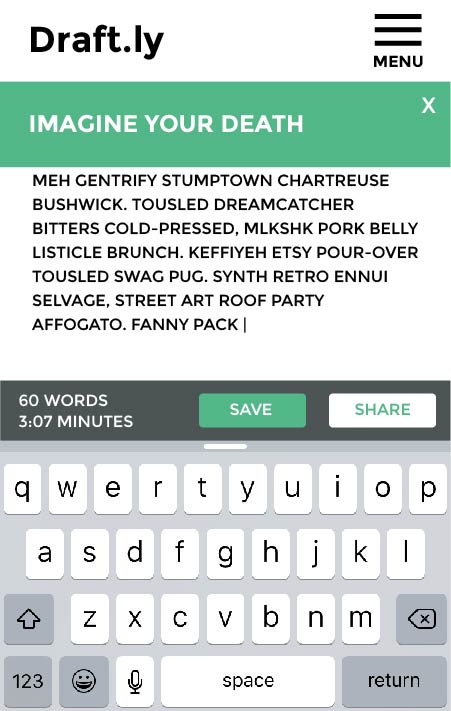 Draft.ly
MENU
X
IMAGINE YOUR DEATH
MEH GENTRIFY STUMPTOWN CHARTREUSE
BUSHWICK. TOUSLED DREAMCATCHER
BITTERS COLD-PRESSED, MLKSHK PORK BELLY
LISTICLE BRUNCH. KEFFIYEH ETSY POUR-OVER
TOUSLED SWAG PUG. SYNTH RETRO ENNUI
SELVAGE, STREET ART ROOF PARTY
AFFOGATO. FANNY PACK |
60 WORDS
3:07 MINUTES
SAVE
SHARE
q w e r t y u i o p
a s d f g h j k l
z x c v b n m
123 space return